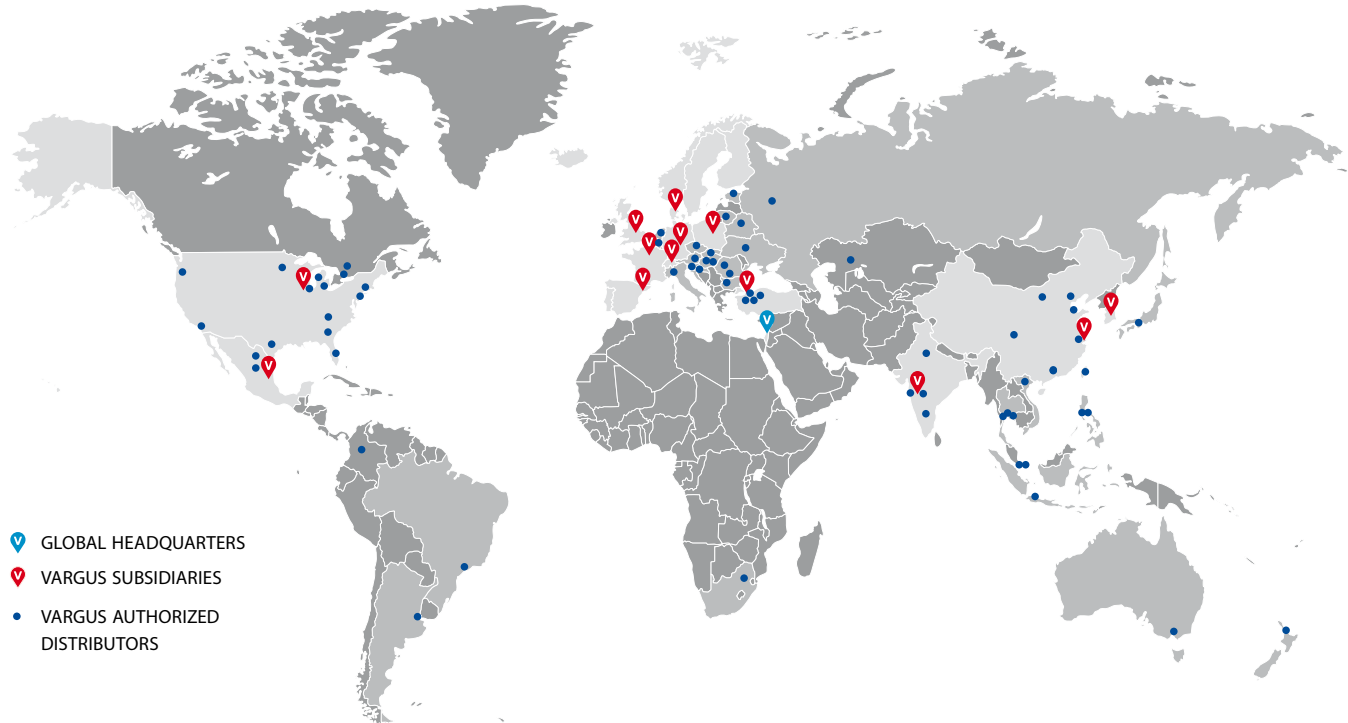 V GLOBAL HEADQUARTERS
V VARGUS SUBSIDIARIES
VARGUS AUTHORIZED
DISTRIBUTORS
V
V
V
V
V
V
V
V
V
V
V
V
V
V